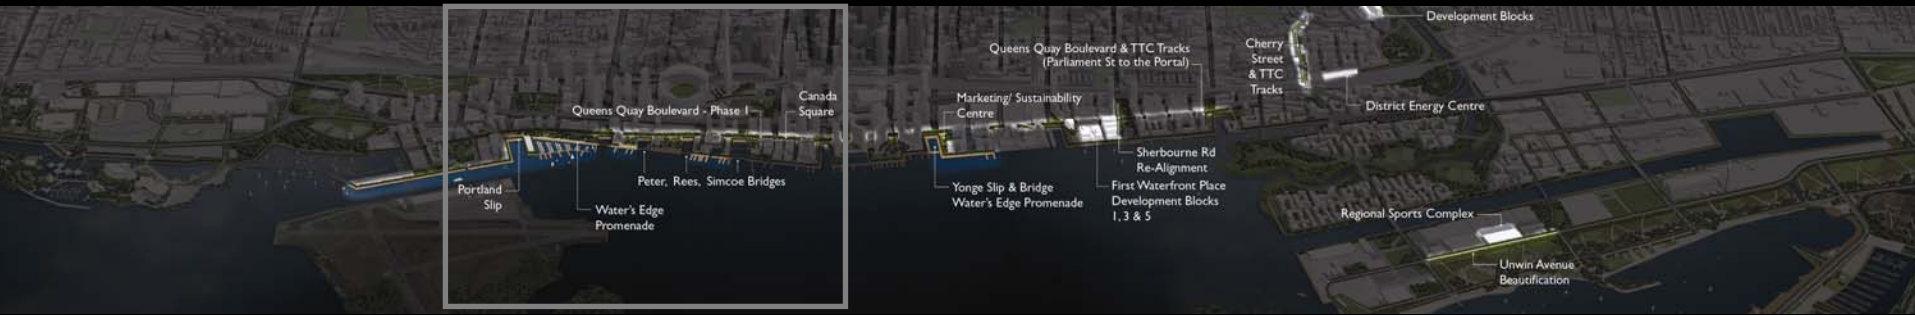 Development Blocks
Queens Quay Boulevard & TTC Tracks
(Parliament St to the Portal)
Cherry
Street
& TTC
Tracks
District Energy Centre
Canada
Square
Queens Quay Boulevard - Phase I
Marketing/ Sustainability
Centre
Sherbourne Rd
Re-Alignment
Peter, Rees, Simcoe Bridges
Portland
Slip
Water's Edge
Promenade
Yonge Slip & Bridge
Water's Edge Promenade
First Waterfront Place
Development Blocks
1, 3 & 5
Regional Sports Complex
Unwin Avenue
Beautification